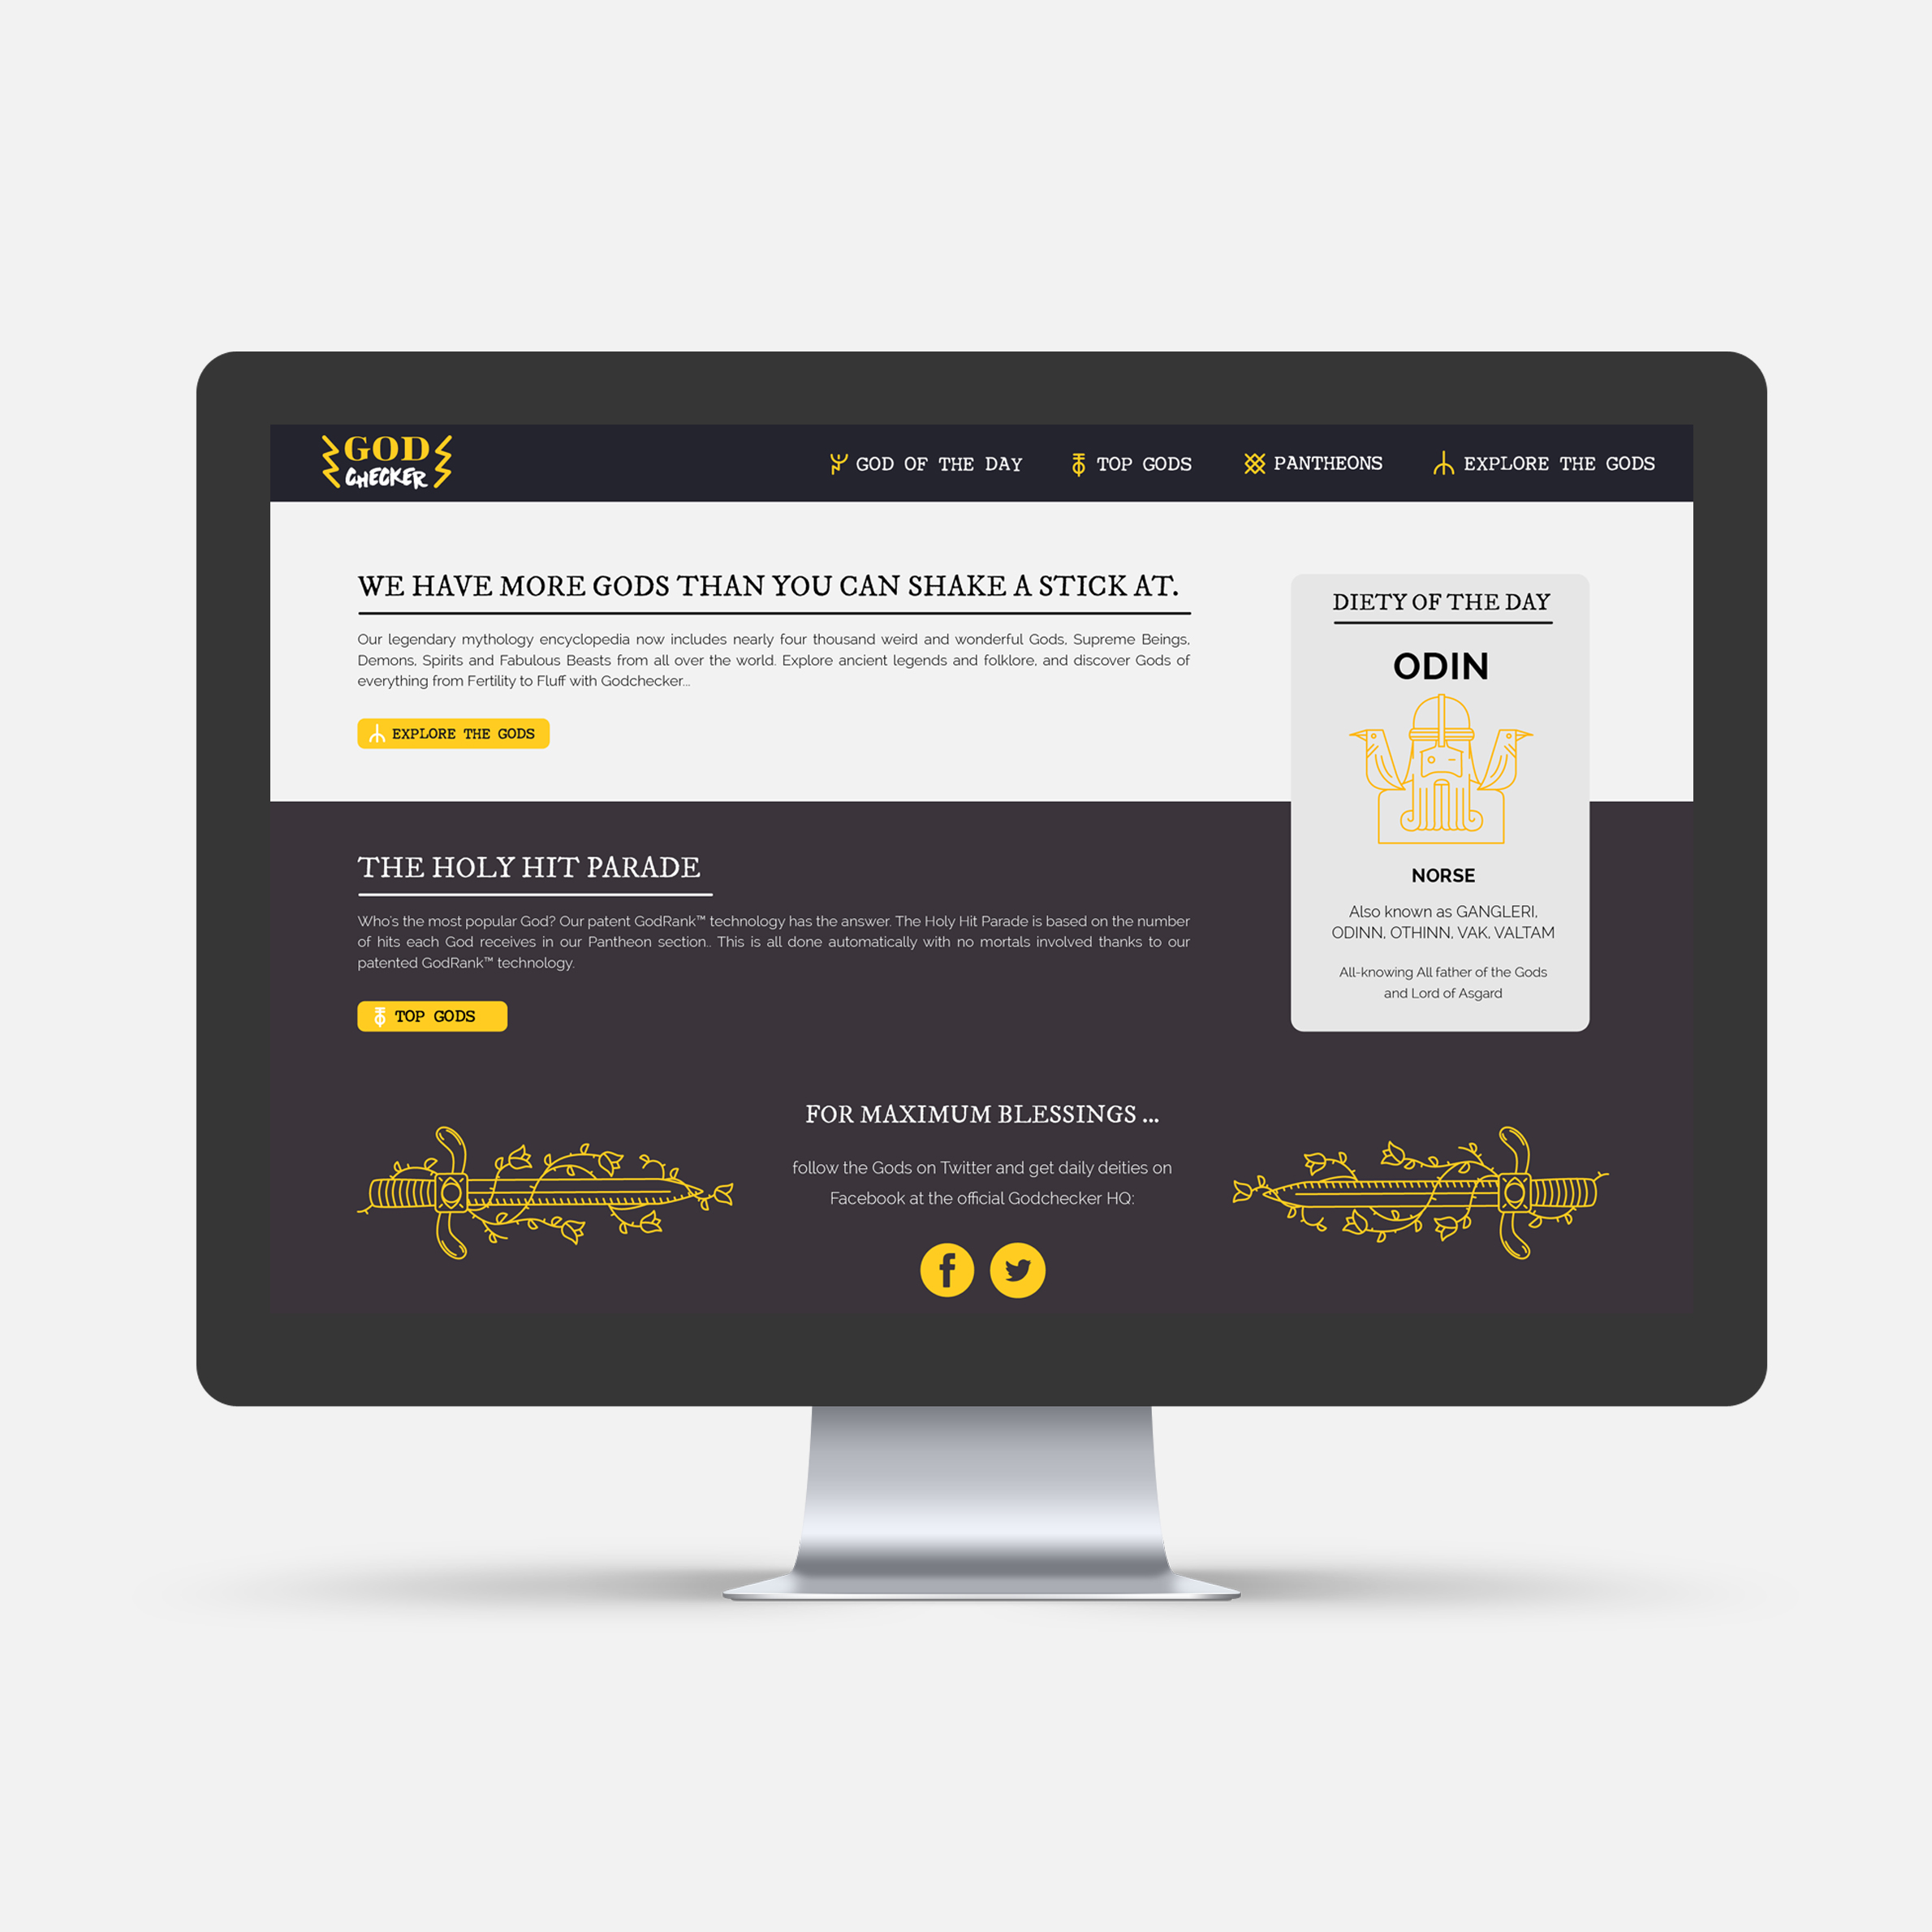 GOD
CHECKER
GOD OF THE DAY
TOP GODS
PANTHEONS
EXPLORE THE GODS
WE HAVE MORE GODS THAN YOU CAN SHAKE A STICK AT.
Our legendary mythology encyclopedia now includes nearly four thousand weird and wonderful Gods, Supreme Beings,
Demons, Spirits and Fabulous Beasts from all over the world. Explore ancient legends and folklore, and discover Gods of
everything from Fertility to Fluff with Godchecker...
EXPLORE THE GODS
DIETY OF THE DAY
ODIN
NORSE
Also known as GANGLERI,
ODINN, OTHINN, VAK, VALTAM
All-knowing All father of the Gods
and Lord of Asgard
THE HOLY HIT PARADE
Who's the most popular God? Our patent GodRank™ technology has the answer. The Holy Hit Parade is based on the number
of hits each God receives in our Pantheon section.. This is all done automatically with no mortals involved thanks to our
patented GodRank™ technology.
TOP GODS
FOR MAXIMUM BLESSINGS ...
follow the Gods on Twitter and get daily deities on
Facebook at the official Godchecker HQ: